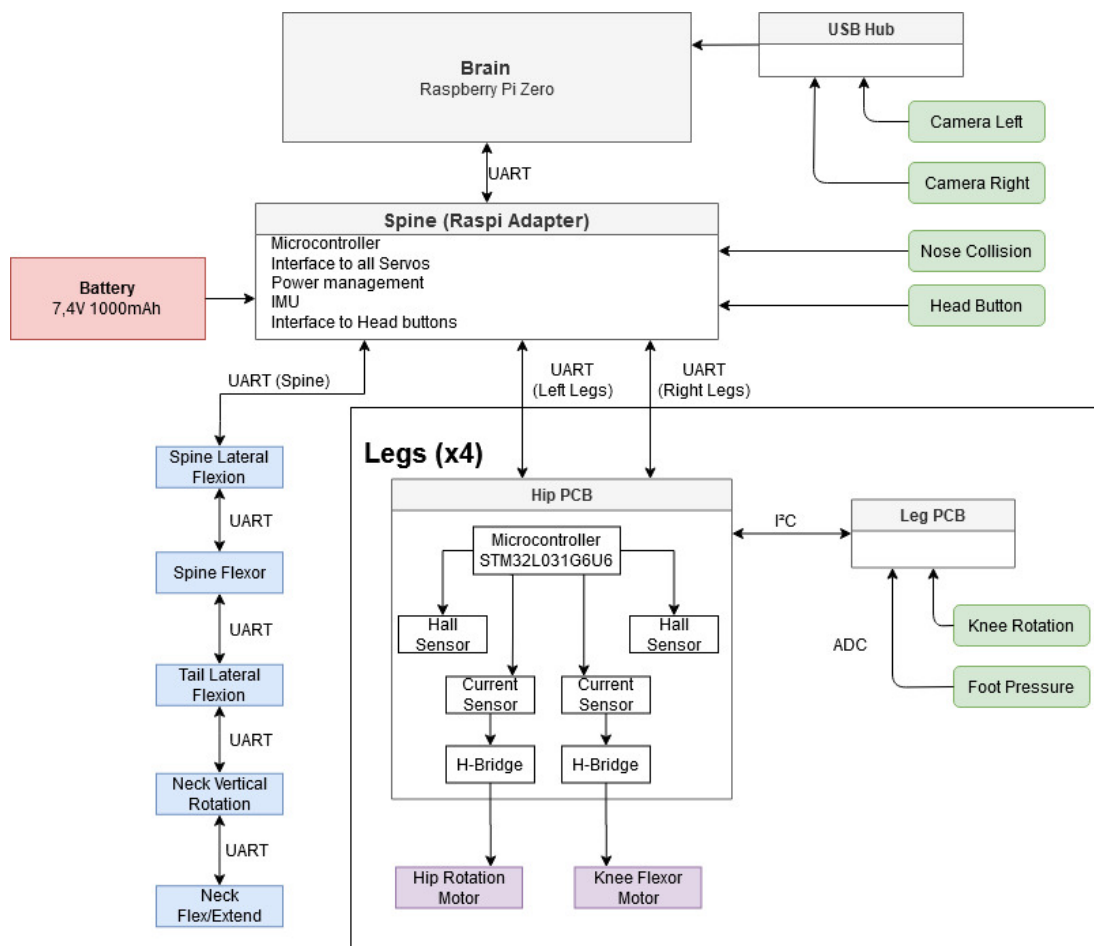 Brain
Raspberry Pi Zero
USB Hub
Camera Left
Camera Right
UART
Spine (Raspi Adapter)
Microcontroller
Interface to all Servos
Power management
IMU
Interface to Head buttons
Nose Collision
Head Button
Battery
7,4V 1000mAh
UART (Spine)
UART
(Left Legs)
UART
(Right Legs)
Spine Lateral
Flexion
UART
Spine Flexor
UART
Tail Lateral
Flexion
UART
Neck Vertical
Rotation
UART
Neck
Flex/Extend
Legs (x4)
Hip PCB
Microcontroller
STM32L031G6U6
Hall
Sensor
Hall
Sensor
Current
Sensor
Current
Sensor
H-Bridge
H-Bridge
Hip Rotation
Motor
Knee Flexor
Motor
I²C
Leg PCB
ADC
Knee Rotation
Foot Pressure